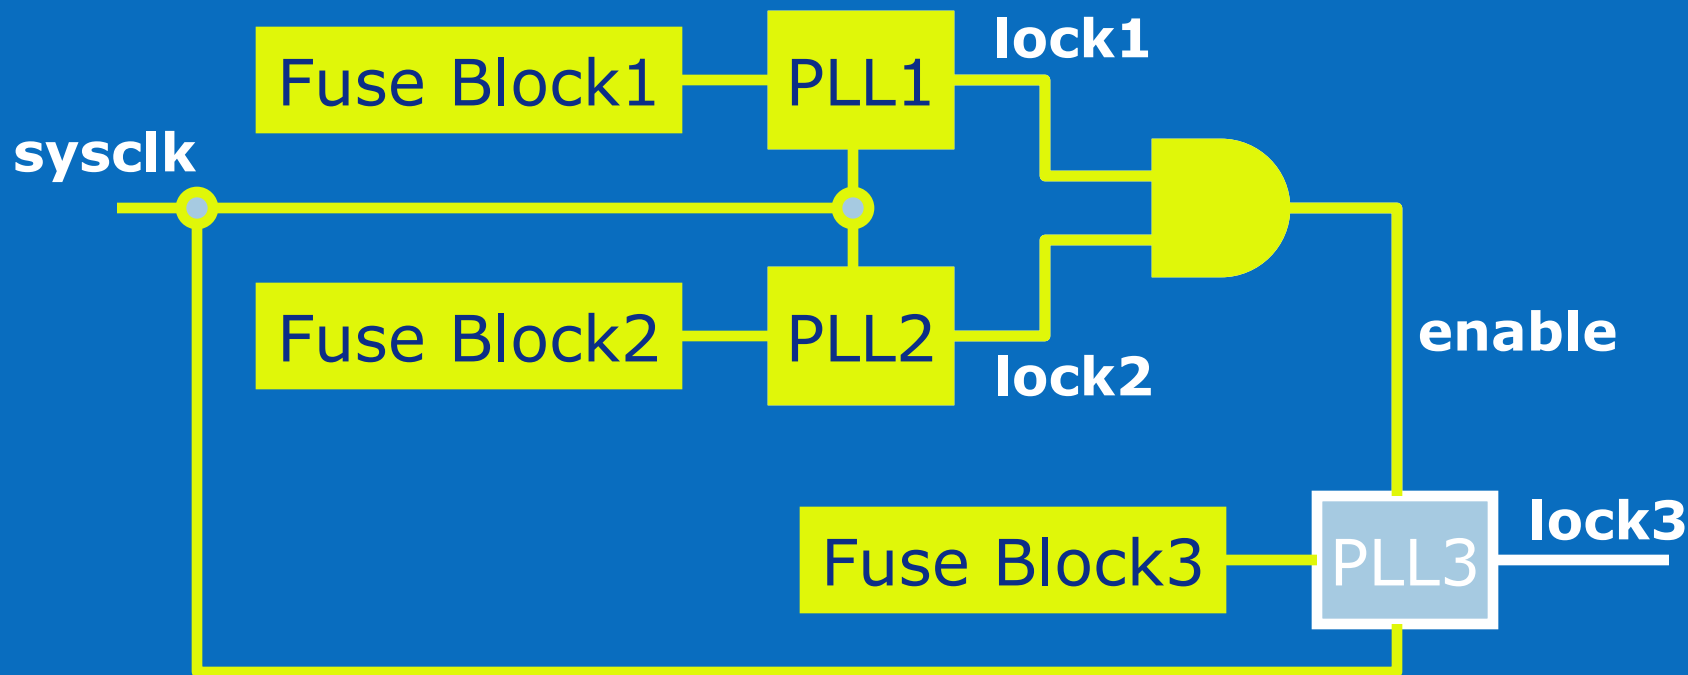 lock1
Fuse Block1
PLL1
sysclk
Fuse Block2
PLL2
enable
lock2
lock3
Fuse Block3
PLL3